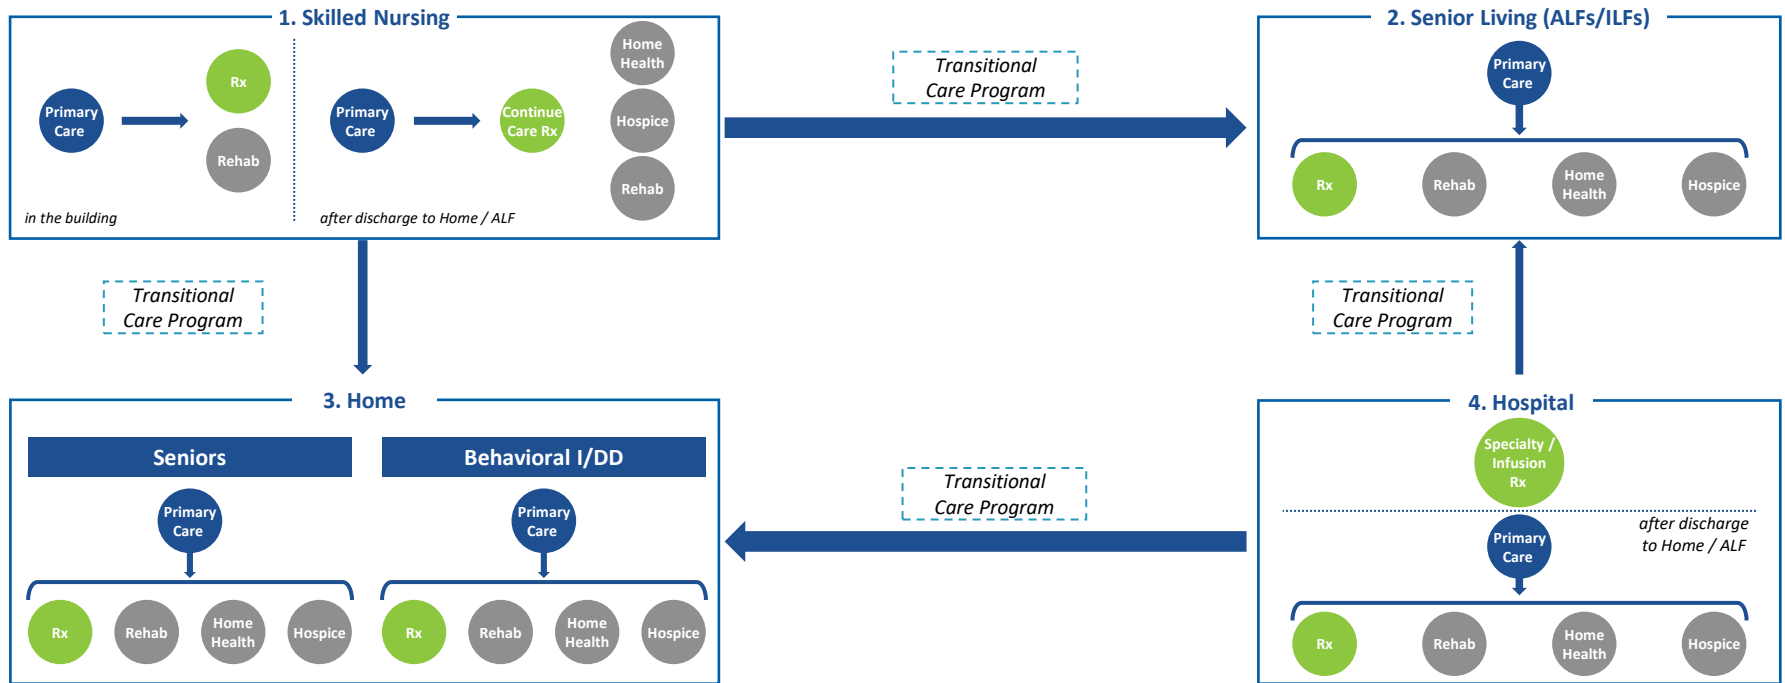 1. Skilled Nursing
Primary
Care
Rx
Rehab
in the building
Primary
Care
Continue
Care Rx
Home
Health
Hospice
Rehab
after discharge to Home / ALF
Transitional
Care Program
2. Senior Living (ALFs/ILFs)
Primary
Care
Rx
Rehab
Home
Health
Hospice
Transitional
Care Program
Transitional
Care Program
3. Home
Seniors
Primary
Care
Rx
Rehab
Home
Health
Hospice
Behavioral I/DD
Primary
Care
Rx
Rehab
Home
Health
Hospice
Transitional
Care Program
4. Hospital
Specialty /
Infusion
Rx
after discharge
to Home / ALF
Primary
Care
Rx
Rehab
Home
Health
Hospice